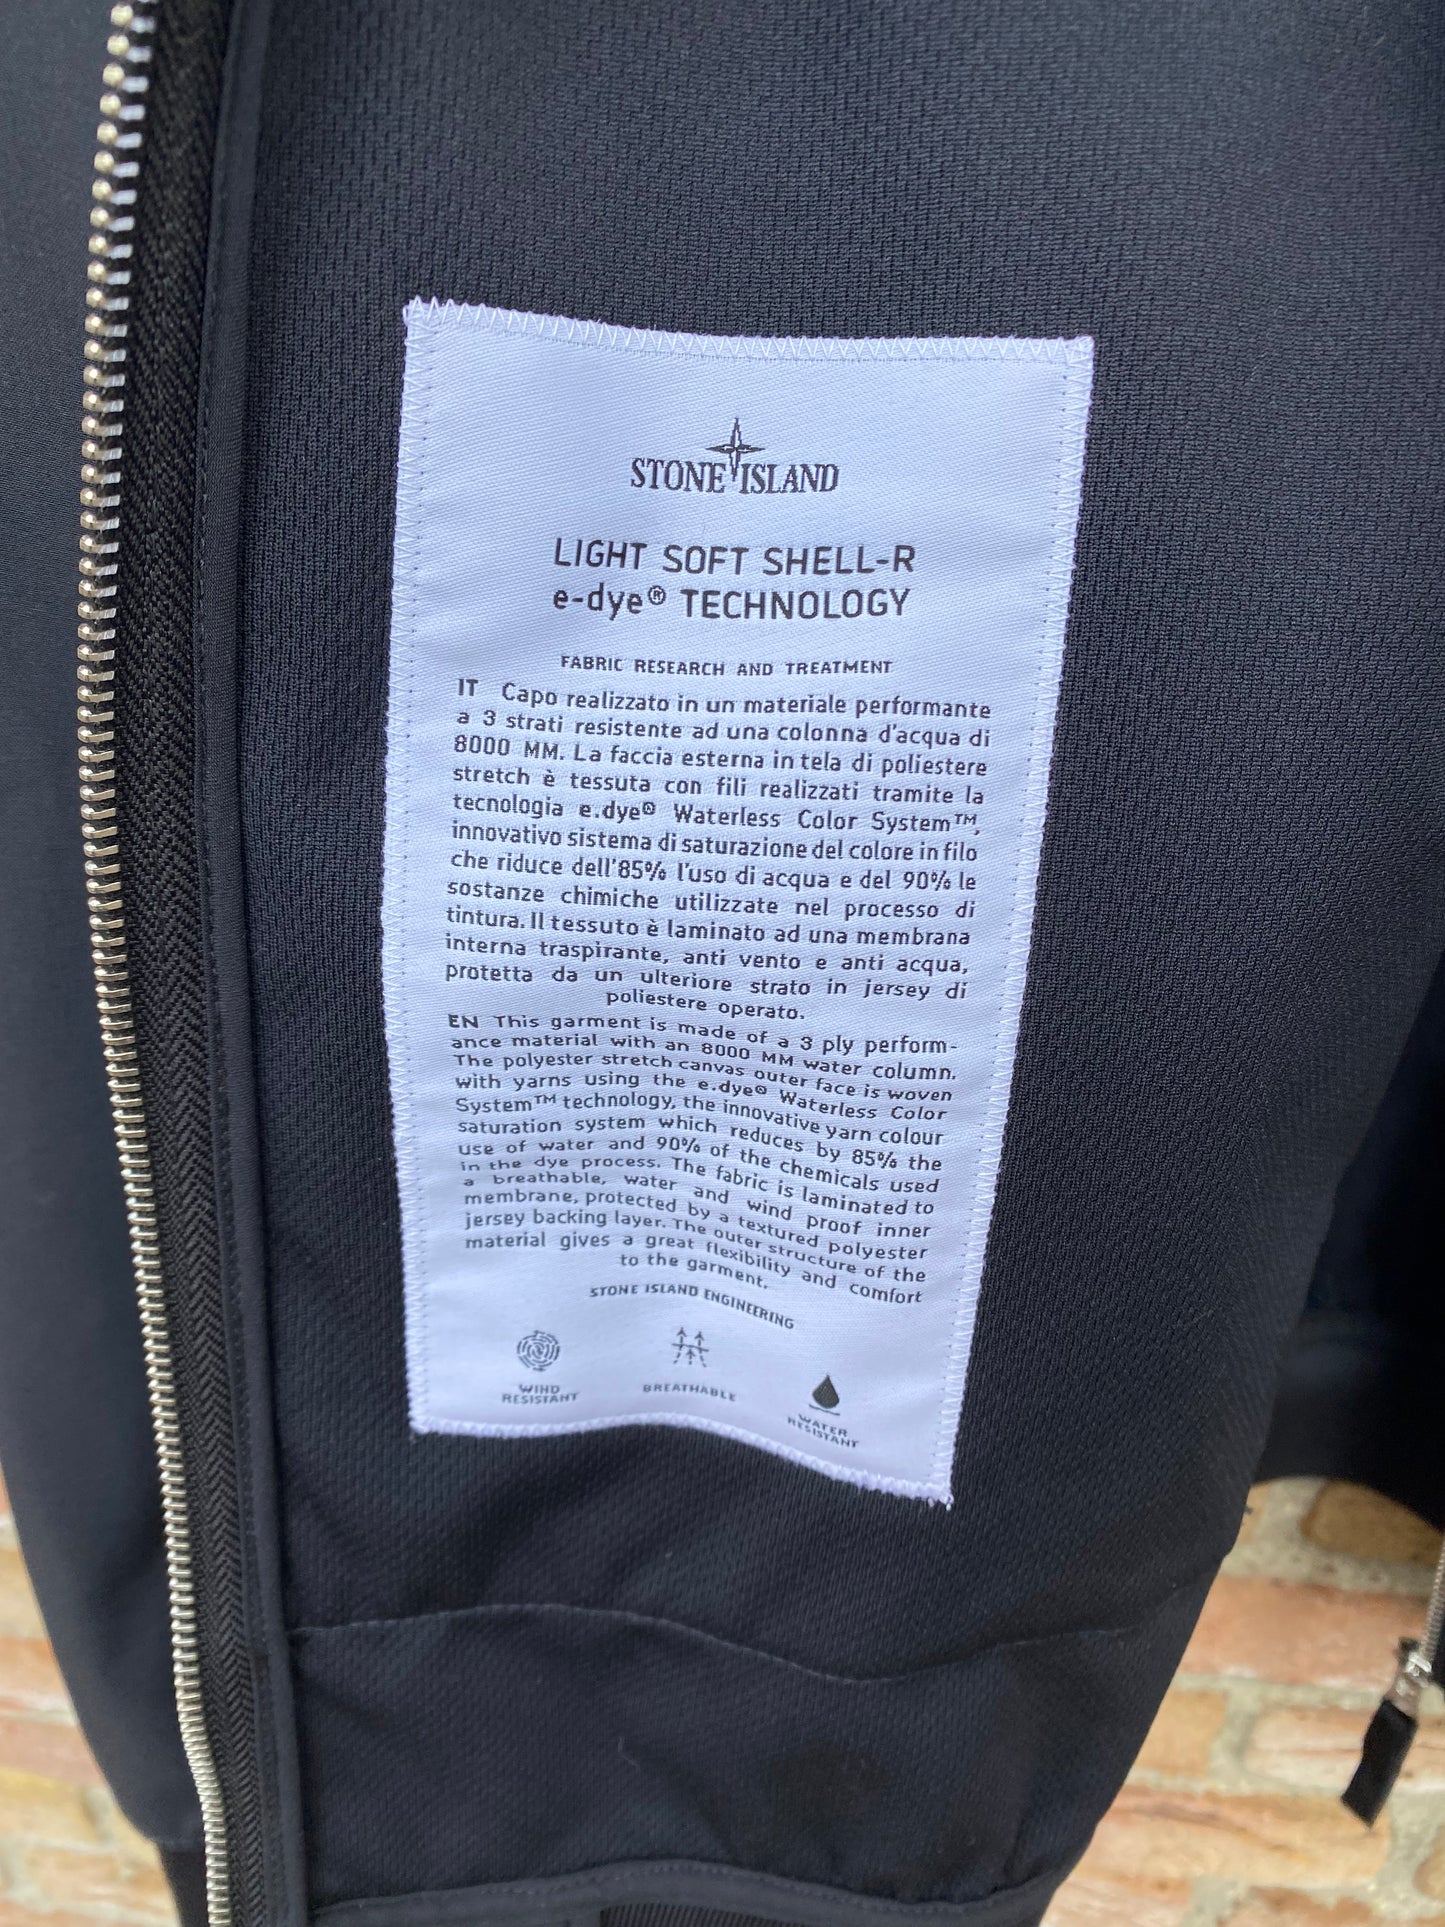 STONE ISLAND
LIGHT SOFT SHELL-R
e-dye® TECHNOLOGY
FABRIC RESEARCH AND TREATMENT
IT Capo realizzato in un materiale performante
a 3 strati resistente ad una colonna d'acqua di
8000 MM. La faccia esterna in tela di poliestere
stretch è tessuta con fili realizzati tramite la
tecnologia e.dye® Waterless Color System™,
innovativo sistema di saturazione del colore in filo
che riduce dell'85% l'uso di acqua e del 90% le
sostanze chimiche utilizzate nel processo di
tintura. Il tessuto è laminato ad una membrana
interna traspirante, anti vento e anti acqua,
protetta da un ulteriore strato in jersey di
poliestere operato.
EN This garment is made of a 3 ply perform-
ance material with an 8000 MM water column.
The polyester stretch canvas outer face is woven
with yarns using the e.dye® Waterless Color
System™ technology, the innovative yarn colour
saturation system which reduces by 85% the
use of water and 90% of the chemicals used
in the dye process. The fabric is laminated to
a breathable, water and wind proof inner
membrane, protected by a textured polyester
jersey backing layer. The outer structure of the
material gives a great flexibility and comfort
to the garment.
STONE ISLAND ENGINEERING
WIND
RESISTANT
BREATHABLE
WATER
RESISTANT